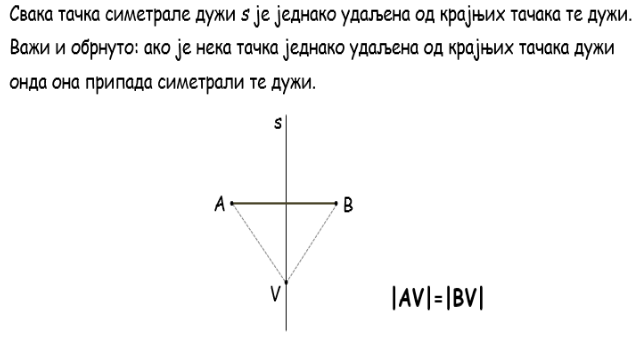 Свака тачка симетрале дужи s је једнако удаљена од крајњих тачака те дужи.
Важи и обрнуто: ако је нека тачка једнако удаљена од крајњих тачака дужи
онда она припада симетрали те дужи.
s
A
B
V
|AV|=|BV|